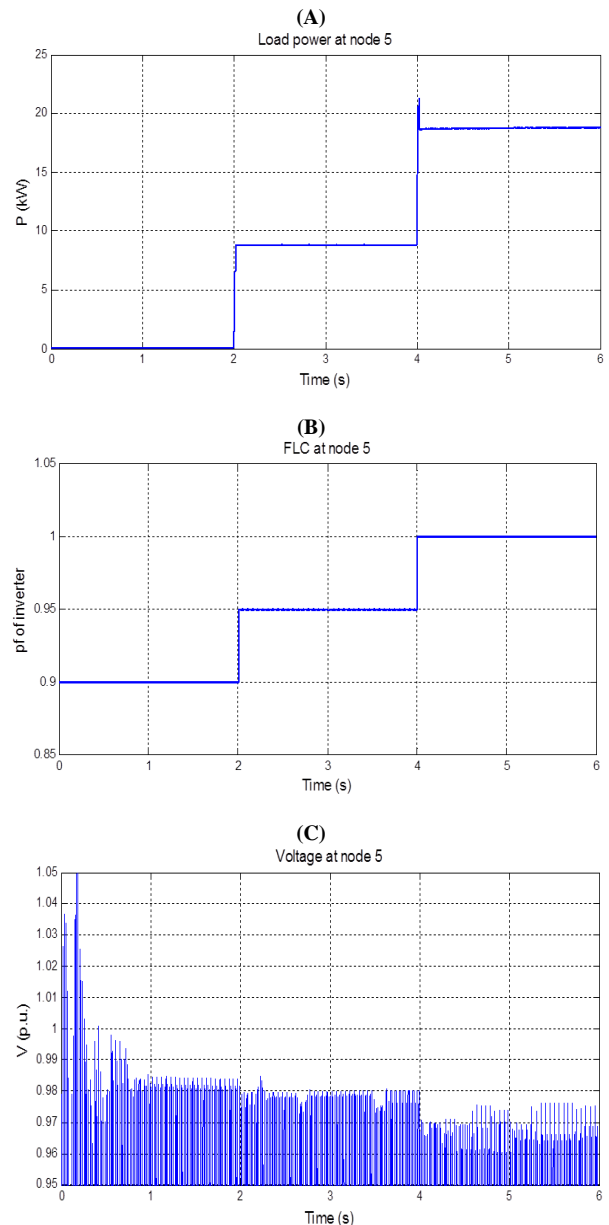 (A)
Load power at node 5
25
20
15
10
5
0
P (kW)
0 1 2 3 4 5 6
Time (s)
(B)
FLC at node 5
1.05
1
0.95
0.9
0.85
pf of inverter
0 1 2 3 4 5 6
Time (s)
(C)
Voltage at node 5
1.05
1.04
1.03
1.02
1.01
1
0.99
0.98
0.97
0.96
0.95
V (p.u.)
0 1 2 3 4 5 6
Time (s)